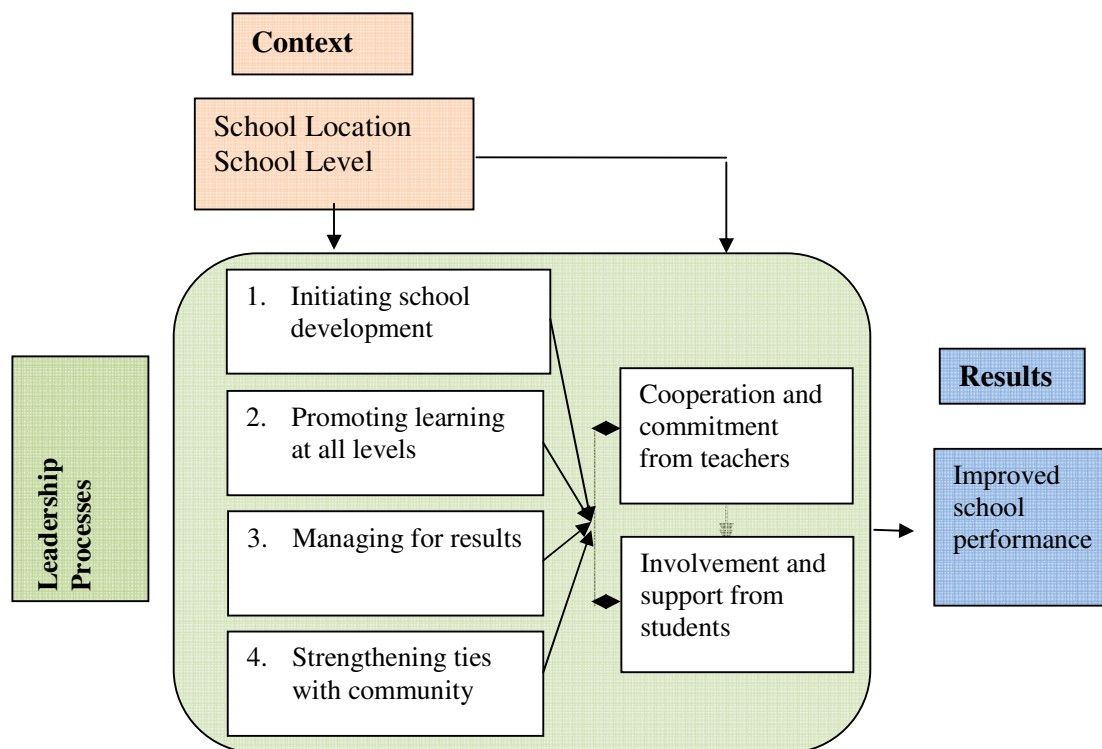 Context
School Location
School Level
1. Initiating school
development
2. Promoting learning
at all levels
3. Managing for results
4. Strengthening ties
with community
Cooperation and
commitment
from teachers
Involvement and
support from
students
Leadership
Processes
Results
Improved
school
performance